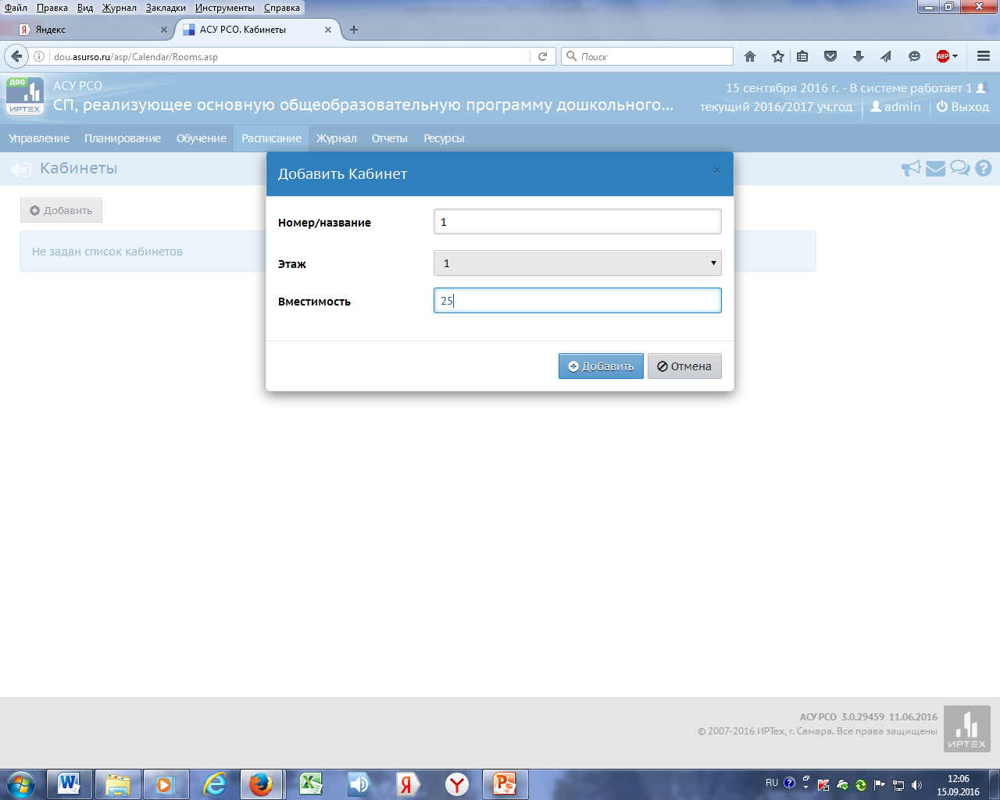 Файл Правка Вид Журнал Закладки Инструменты Справка
Я Яндекс
АСУ РСО. Кабинеты
dou.asurso.ru/asp/Calendar/Rooms.asp
Поиск
ABP
ДОО
ИРТЕХ
АСУ РСО
СП, реализующее основную общеобразовательную программу дошкольного...
15 сентября 2016 г. - В системе работает 1
текущий 2016/2017 уч.год
admin
Выход
Управление Планирование Обучение Расписание Журнал Отчеты Ресурсы
Кабинеты
Добавить
Не задан список кабинетов
Добавить Кабинет
×
Номер/название
1
Этаж
1
Вместимость
25
Добавить
Отмена
АСУ РСО 3.0.29459 11.06.2016
© 2007-2016 ИРТех, г. Самара. Все права защищены
ИРТЕХ
RU
12:06
15.09.2016